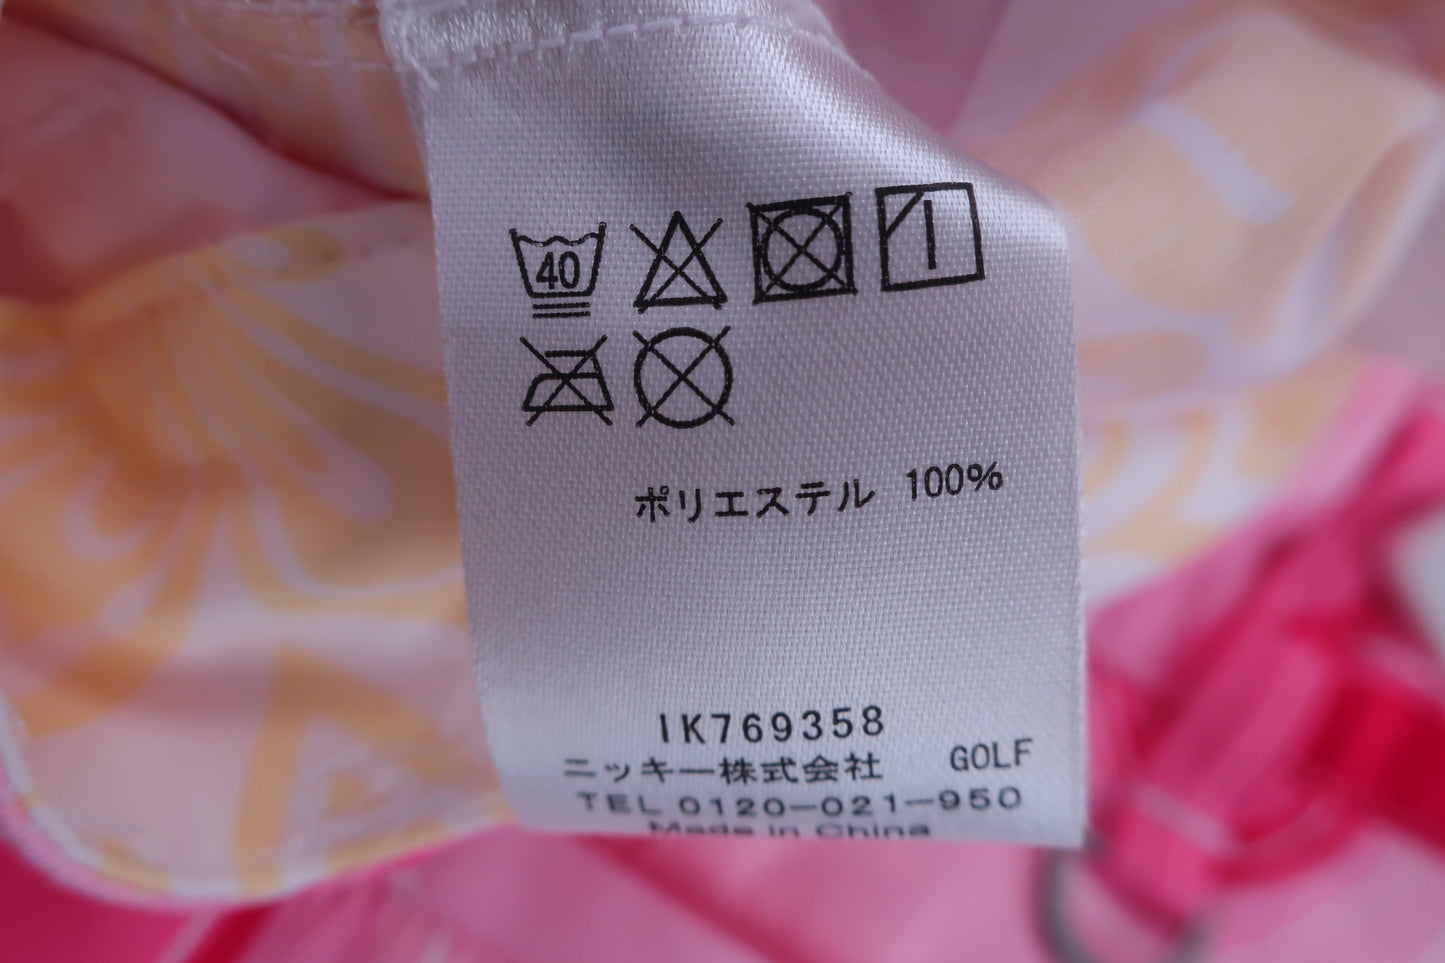 40
ポリエステル 100%
IK769358
ニッキー株式会社 GOLF
TEL 0120-021-950
Made in China